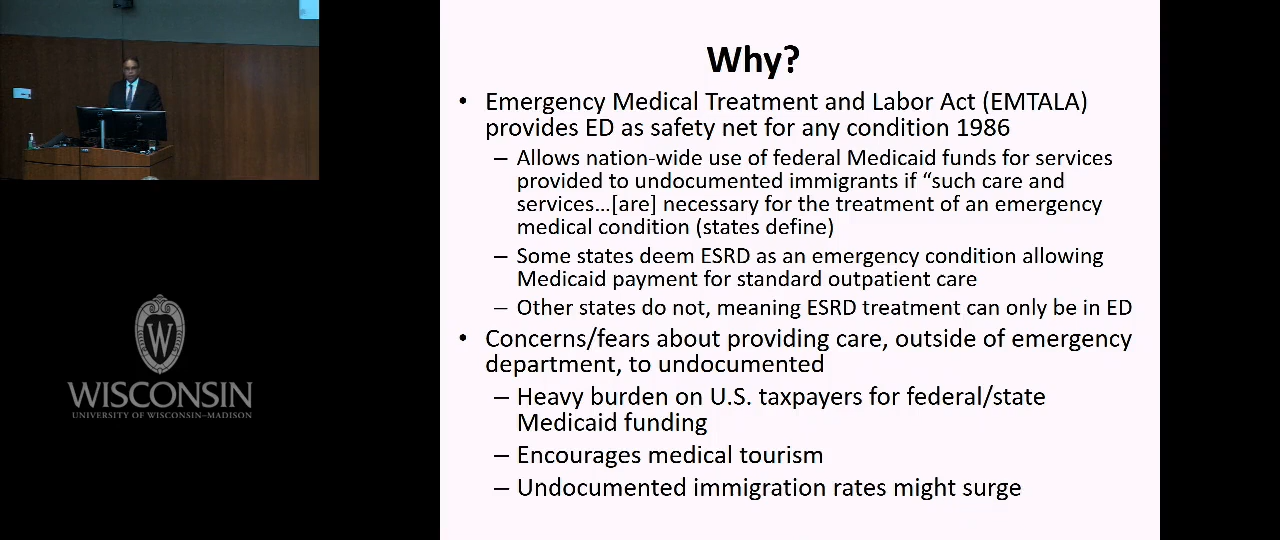 Why?
• Emergency Medical Treatment and Labor Act (EMTALA)
provides ED as safety net for any condition 1986
– Allows nation-wide use of federal Medicaid funds for services
provided to undocumented immigrants if “such care and
services…[are] necessary for the treatment of an emergency
medical condition (states define)
– Some states deem ESRD as an emergency condition allowing
Medicaid payment for standard outpatient care
– Other states do not, meaning ESRD treatment can only be in ED
• Concerns/fears about providing care, outside of emergency
department, to undocumented
– Heavy burden on U.S. taxpayers for federal/state
Medicaid funding
– Encourages medical tourism
– Undocumented immigration rates might surge
W
WISCONSIN
UNIVERSITY OF WISCONSIN–MADISON